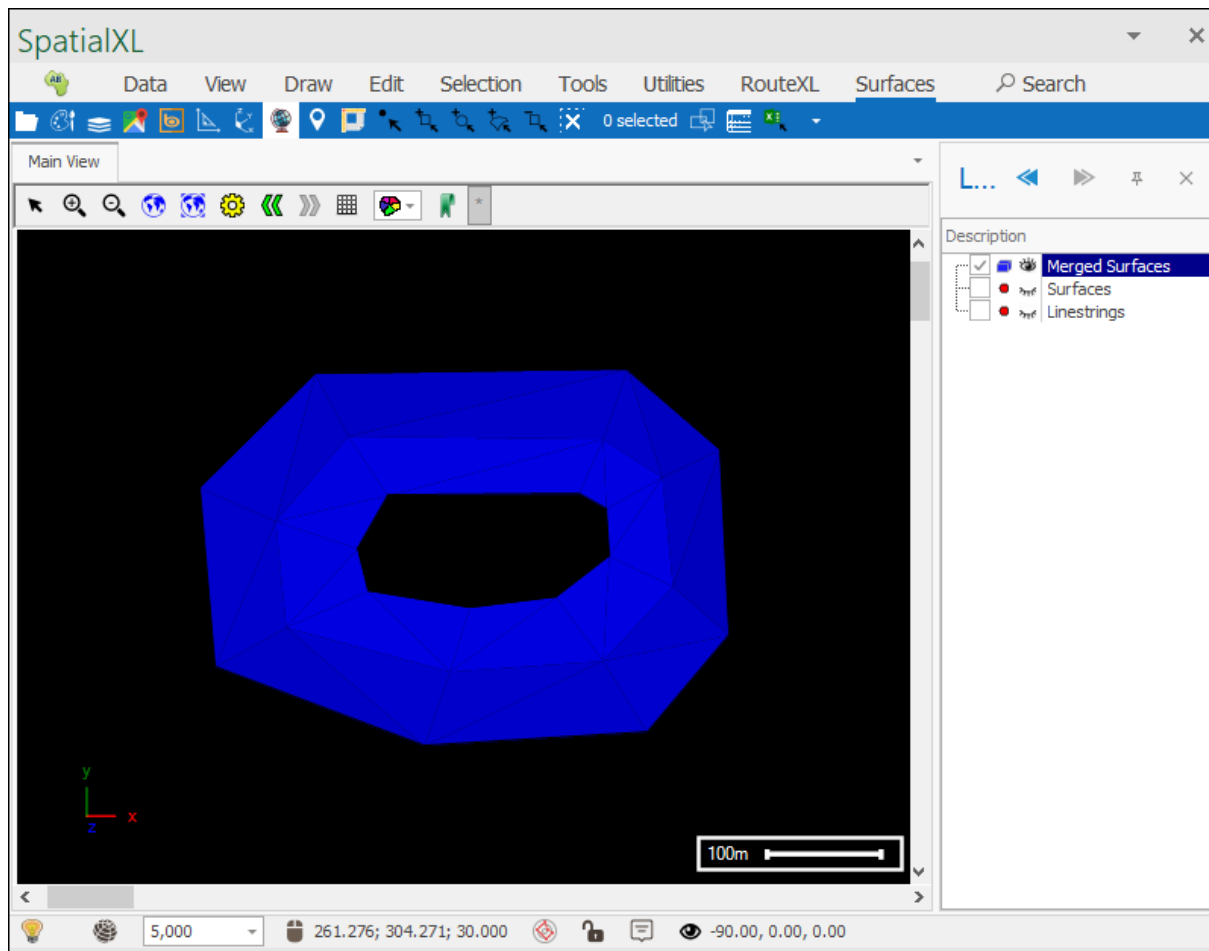 SpatialXL
AB Data View Draw Edit Selection Tools Utilities RouteXL Surfaces Search
0 selected
Main View
L...
*
Description
Merged Surfaces
Surfaces
Linestrings
y
x
z
100m
5,000 261.276; 304.271; 30.000 -90.00, 0.00, 0.00